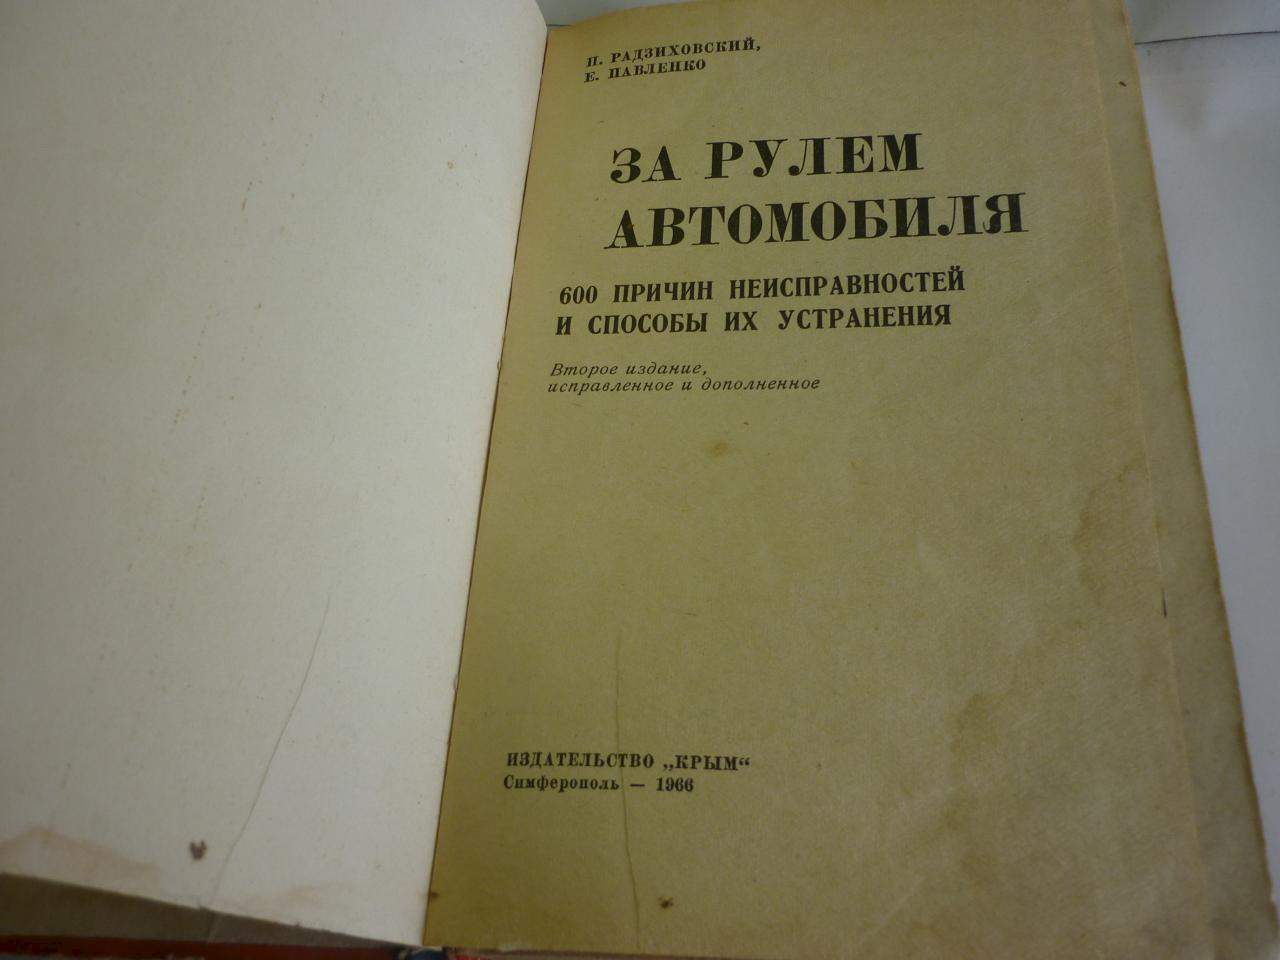 П. РАДЗИХОВСКИЙ,
Е. ПАВЛЕНКО
ЗА РУЛЕМ
АВТОМОБИЛЯ
600 ПРИЧИН НЕИСПРАВНОСТЕЙ
И СПОСОБЫ ИХ УСТРАНЕНИЯ
Второе издание,
исправленное и дополненное
ИЗДАТЕЛЬСТВО „КРЫМ“
Симферополь — 1966